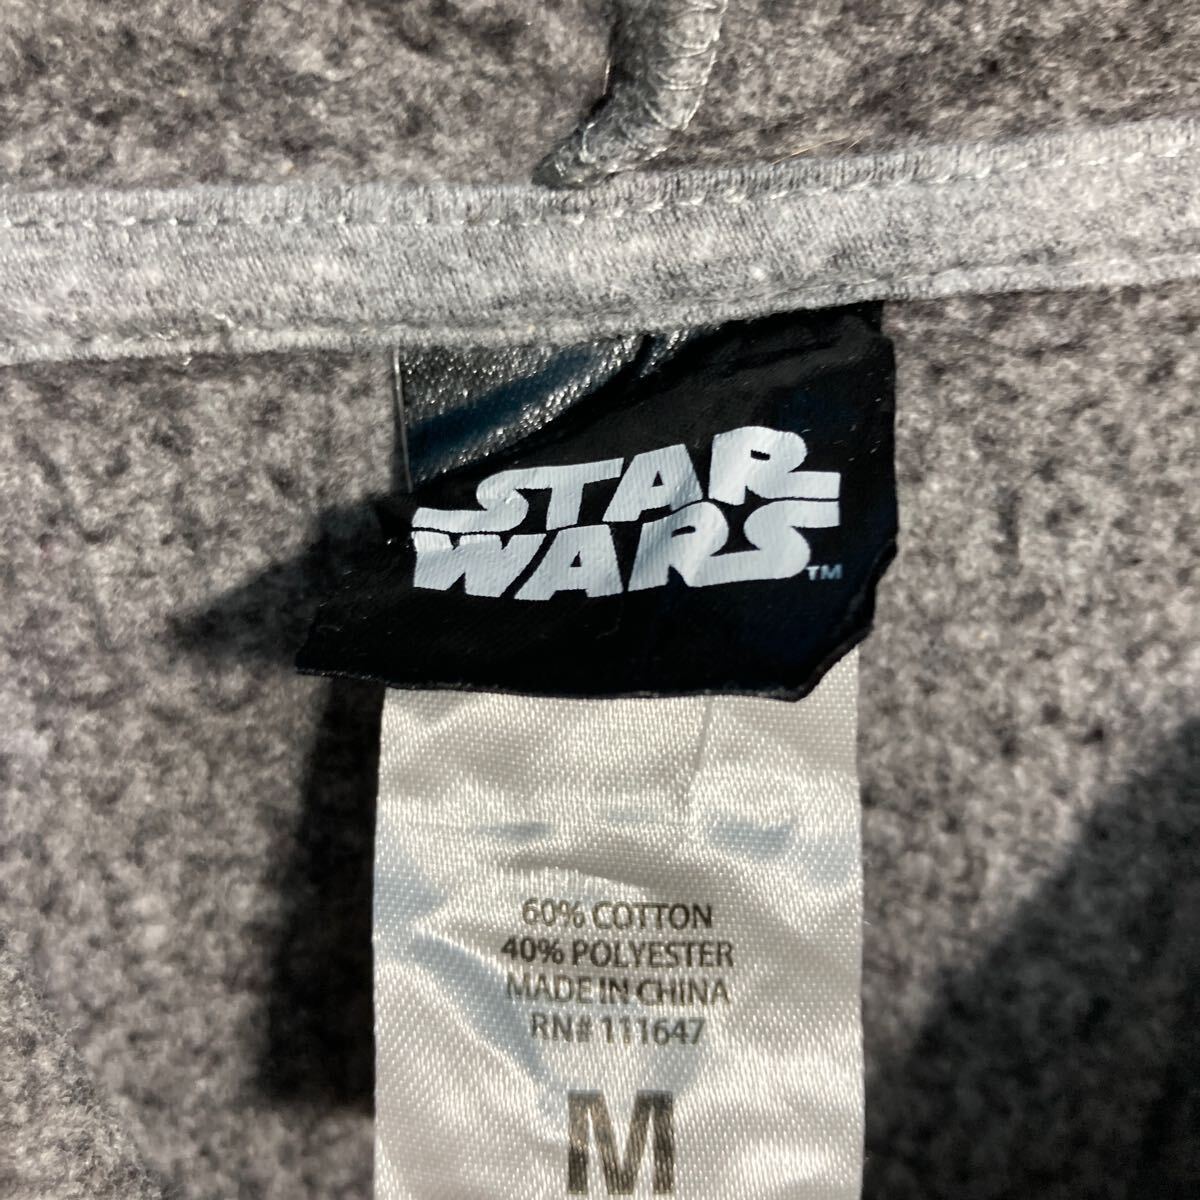 STAR
WARS™
60% COTTON
40% POLYESTER
MADE IN CHINA
RN# 111647
M